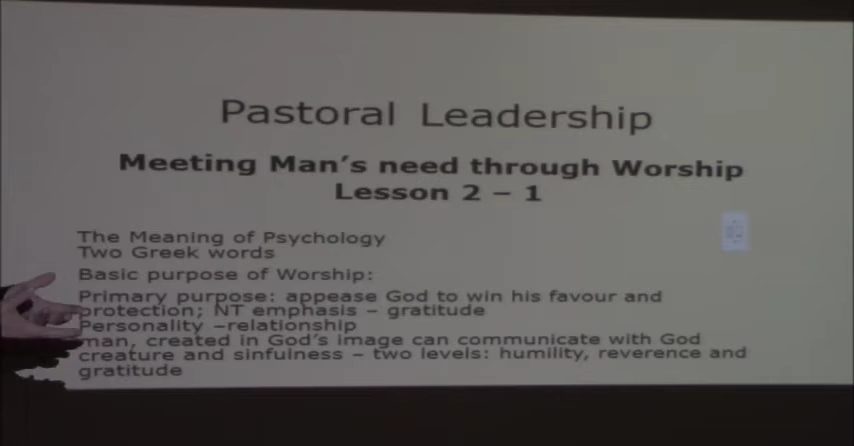 Pastoral Leadership
Meeting Man's need through Worship
Lesson 2 – 1
The Meaning of Psychology
Two Greek words
Basic purpose of Worship:
Primary purpose: appease God to win his favour and
protection; NT emphasis – gratitude
Personality –relationship
man, created in God's image can communicate with God
creature and sinfulness – two levels: humility, reverence and
gratitude